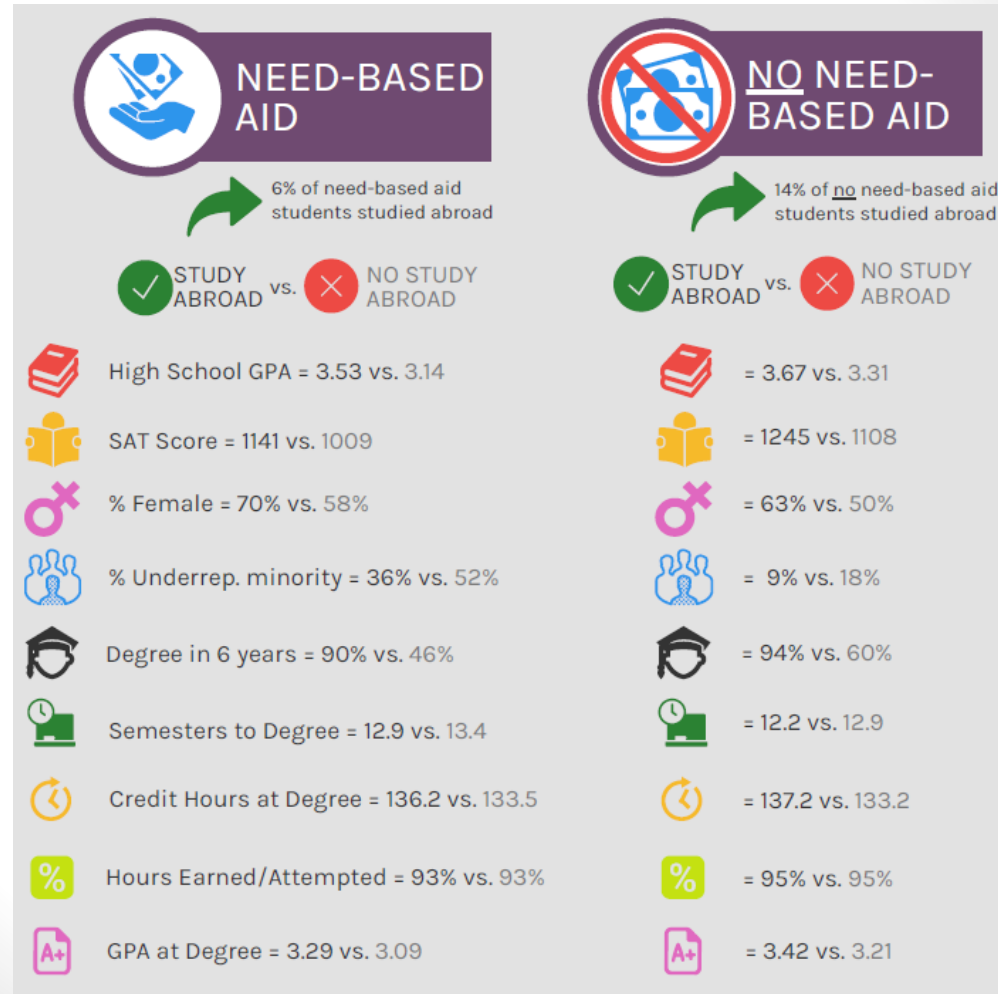 NEED-BASED
AID
6% of need-based aid
students studied abroad
STUDY
ABROAD
vs.
NO STUDY
ABROAD
High School GPA = 3.53 vs. 3.14
SAT Score = 1141 vs. 1009
% Female = 70% vs. 58%
% Underrep. minority = 36% vs. 52%
Degree in 6 years = 90% vs. 46%
Semesters to Degree = 12.9 vs. 13.4
Credit Hours at Degree = 136.2 vs. 133.5
%
Hours Earned/Attempted = 93% vs. 93%
A+
GPA at Degree = 3.29 vs. 3.09
NO NEED-
BASED AID
14% of no need-based aid
students studied abroad
STUDY
ABROAD
vs.
NO STUDY
ABROAD
= 3.67 vs. 3.31
= 1245 vs. 1108
= 63% vs. 50%
= 9% vs. 18%
= 94% vs. 60%
= 12.2 vs. 12.9
= 137.2 vs. 133.2
%
= 95% vs. 95%
A+
= 3.42 vs. 3.21